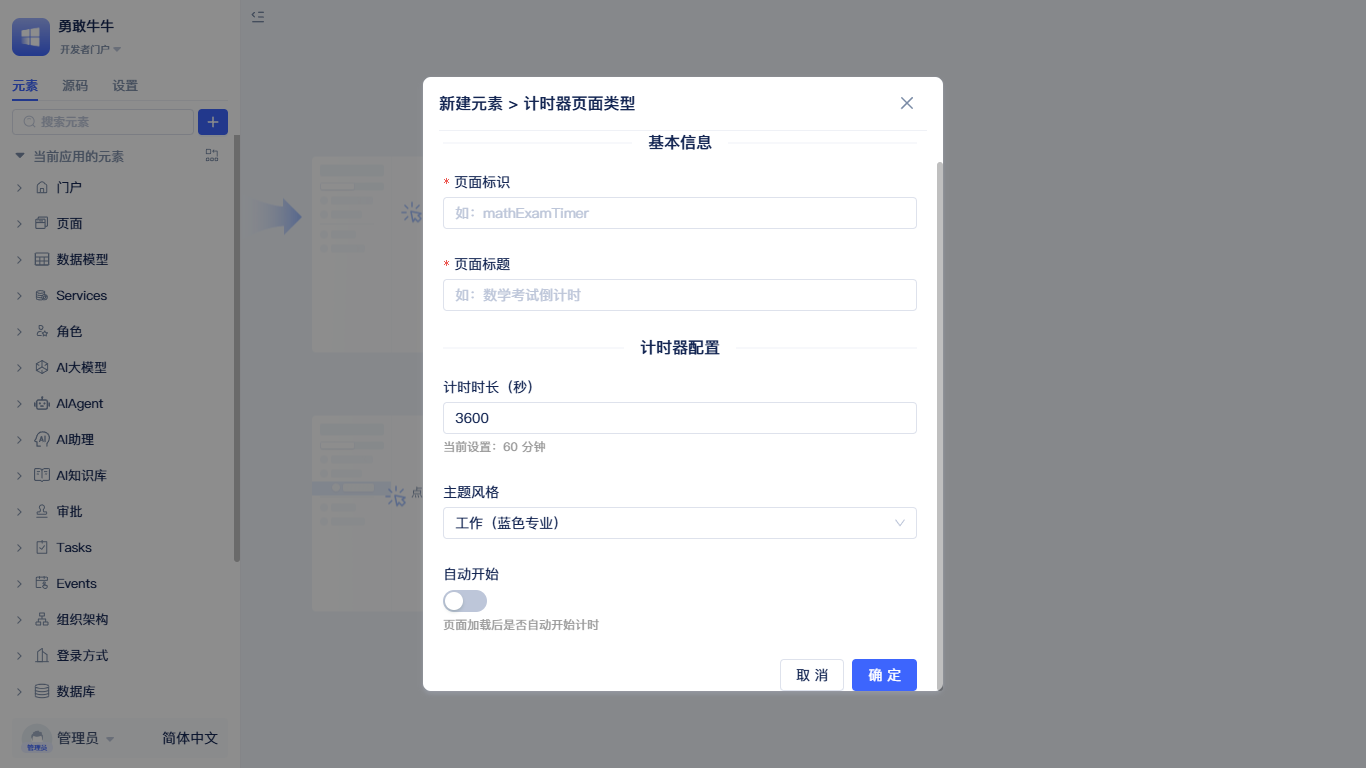 勇敢牛牛
开发者门户
元素 源码 设置
搜索元素
当前应用的元素
门户
页面
数据模型
Services
角色
AI大模型
AIAgent
AI助理
AI知识库
审批
Tasks
Events
组织架构
登录方式
数据库
管理员
管理员
简体中文
点
新建元素 > 计时器页面类型
基本信息
* 页面标识
如：mathExamTimer
* 页面标题
如：数学考试倒计时
计时器配置
计时时长（秒）
3600
当前设置：60 分钟
主题风格
工作（蓝色专业）
自动开始
页面加载后是否自动开始计时
取 消
确 定